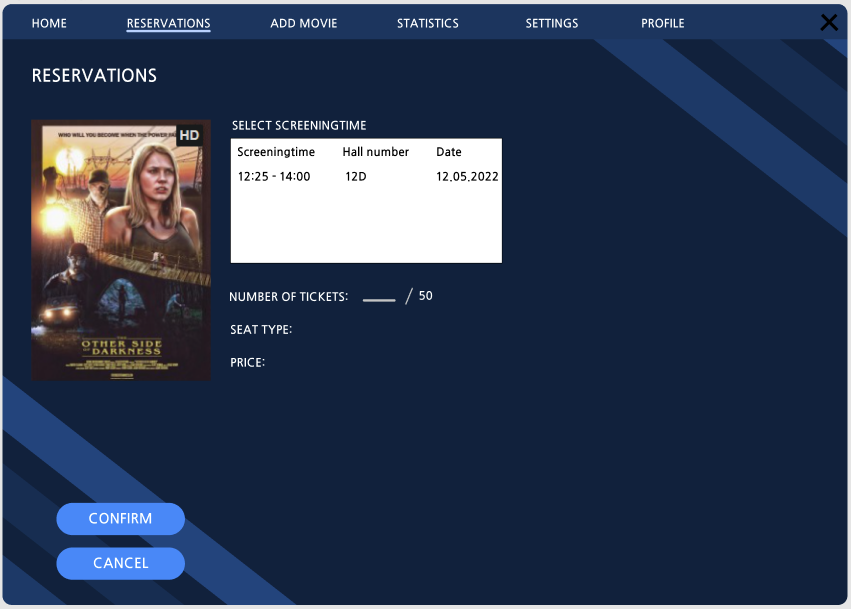 HOME RESERVATIONS ADD MOVIE STATISTICS SETTINGS PROFILE
RESERVATIONS
WHO WILL YOU BECOME WHEN THE POWER
HD
OTHER SIDE
OF DARKNESS
SELECT SCREENINGTIME
Screeningtime Hall number Date
12:25 - 14:00 12D 12.05.2022
NUMBER OF TICKETS: ____ / 50
SEAT TYPE:
PRICE:
CONFIRM
CANCEL